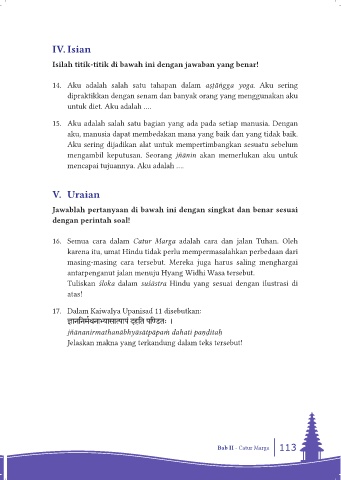 IV. Isian
Isilah titik-titik di bawah ini dengan jawaban yang benar!
14. Aku adalah salah satu tahapan dalam aṣṭāṅgga yoga. Aku sering
dipraktikkan dengan senam dan banyak orang yang menggunakan aku
untuk diet. Aku adalah ....
15. Aku adalah salah satu bagian yang ada pada setiap manusia. Dengan
aku, manusia dapat membedakan mana yang baik dan yang tidak baik.
Aku sering dijadikan alat untuk mempertimbangkan sesuatu sebelum
mengambil keputusan. Seorang jñānin akan memerlukan aku untuk
mencapai tujuannya. Aku adalah ....
V. Uraian
Jawablah pertanyaan di bawah ini dengan singkat dan benar sesuai
dengan perintah soal!
16. Semua cara dalam Catur Marga adalah cara dan jalan Tuhan. Oleh
karena itu, umat Hindu tidak perlu mempermasalahkan perbedaan dari
masing-masing cara tersebut. Mereka juga harus saling menghargai
antarpenganut jalan menuju Hyang Widhi Wasa tersebut.
Tuliskan śloka dalam suśāstra Hindu yang sesuai dengan ilustrasi di
atas!
17. Dalam Kaiwalya Upanisad 11 disebutkan:
ज्ञाननिर्मथनाभ्यासात्पापं दहति पण्डितः ।
jñānanirmathanābhyāsātpāpaṁ dahati paṇḍitaḥ
Jelaskan makna yang terkandung dalam teks tersebut!
Bab II - Catur Marga 113